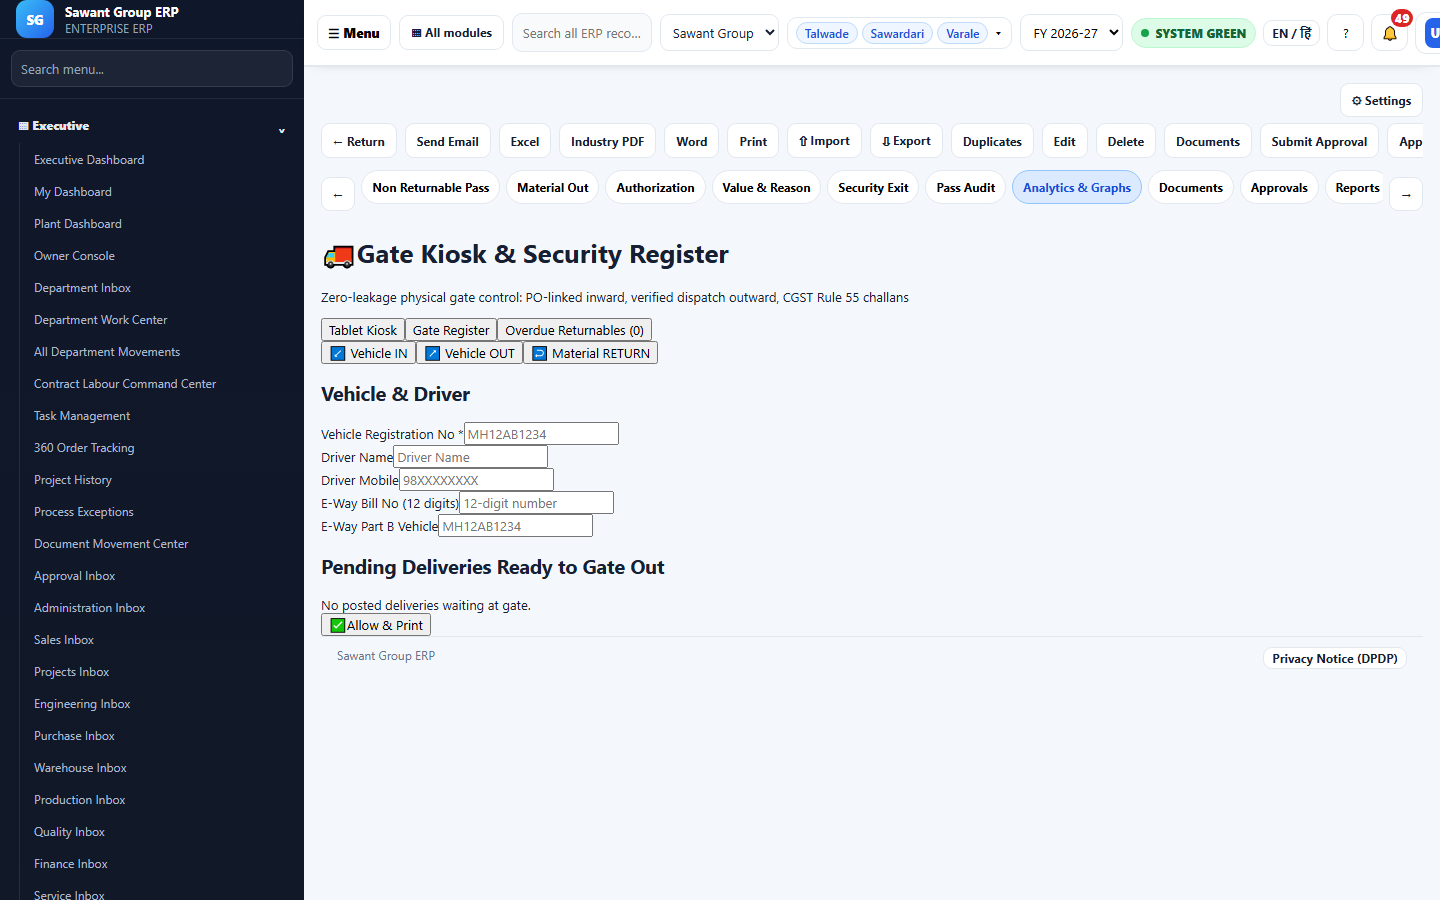 SG
Sawant Group ERP
ENTERPRISE ERP
Search menu...
Executive
Executive Dashboard
My Dashboard
Plant Dashboard
Owner Console
Department Inbox
Department Work Center
All Department Movements
Contract Labour Command Center
Task Management
360 Order Tracking
Project History
Process Exceptions
Document Movement Center
Approval Inbox
Administration Inbox
Sales Inbox
Projects Inbox
Engineering Inbox
Purchase Inbox
Warehouse Inbox
Production Inbox
Quality Inbox
Finance Inbox
Service Inbox
☰ Menu
All modules
Search all ERP reco...
Sawant Group
Talwade Sawardari Varale
FY 2026-27
SYSTEM GREEN
EN / हिं
?
49
U
⚙ Settings
← Return
Send Email
Excel
Industry PDF
Word
Print
⇧ Import
⇩ Export
Duplicates
Edit
Delete
Documents
Submit Approval
App
←
Non Returnable Pass
Material Out
Authorization
Value & Reason
Security Exit
Pass Audit
Analytics & Graphs
Documents
Approvals
Reports
→
Gate Kiosk & Security Register
Zero-leakage physical gate control: PO-linked inward, verified dispatch outward, CGST Rule 55 challans
Tablet Kiosk Gate Register Overdue Returnables (0)
Vehicle IN Vehicle OUT Material RETURN
Vehicle & Driver
Vehicle Registration No * MH12AB1234
Driver Name Driver Name
Driver Mobile 98XXXXXXXX
E-Way Bill No (12 digits) 12-digit number
E-Way Part B Vehicle MH12AB1234
Pending Deliveries Ready to Gate Out
No posted deliveries waiting at gate.
✅ Allow & Print
Sawant Group ERP
Privacy Notice (DPDP)